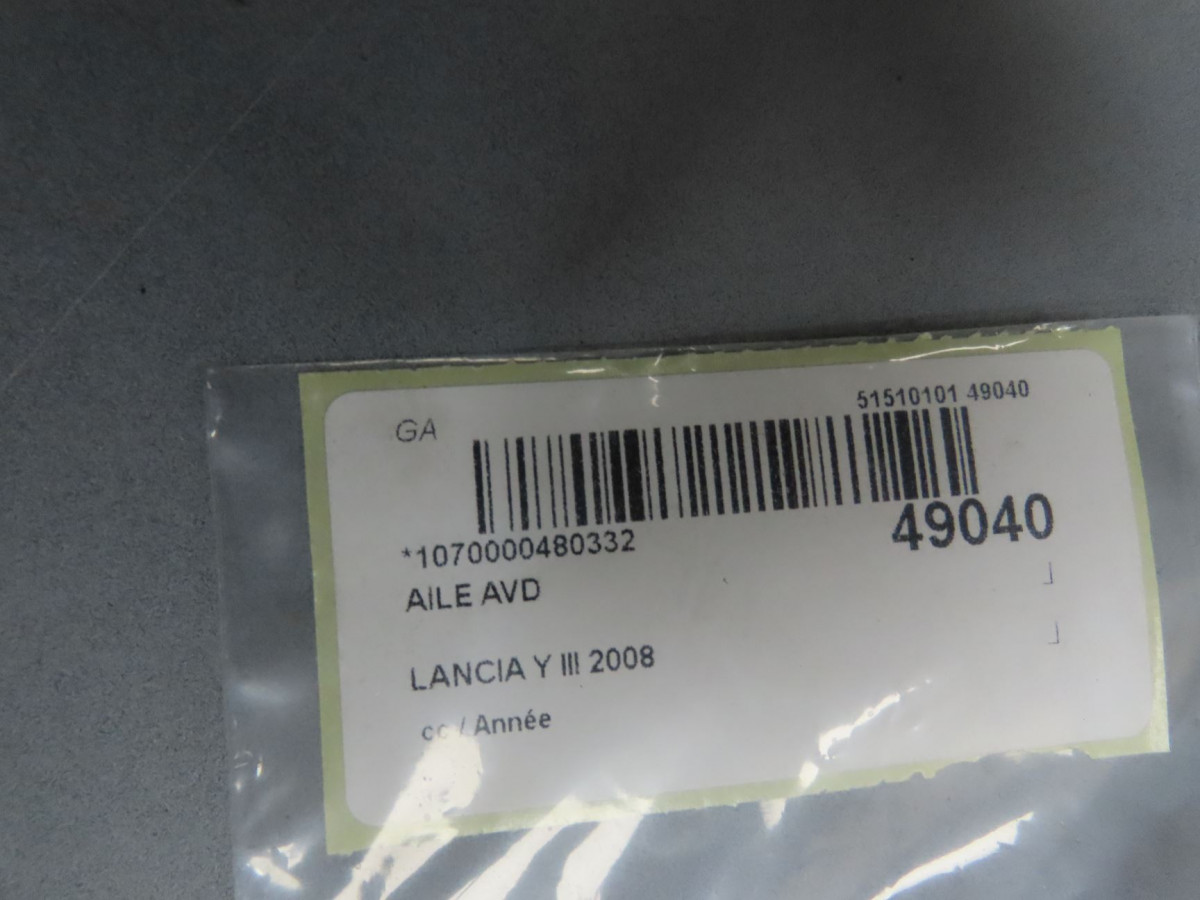 51510101 49040
GA
49040
*1070000480332
AILE AVD
LANCIA Y III 2008
cc / Année